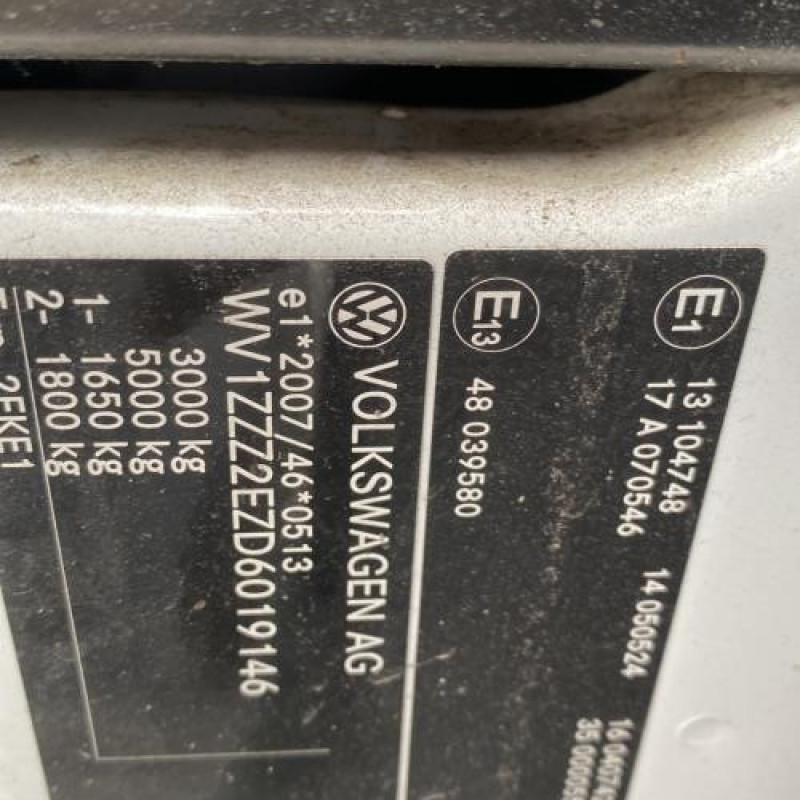 E1 13 104748 14 050524
17 A 070546
E13 48 039580
VOLKSWAGEN AG
e1*2007/46*0513
WV1ZZZ2EZD6019146
3000 kg
5000 kg
1- 1650 kg
2- 1800 kg